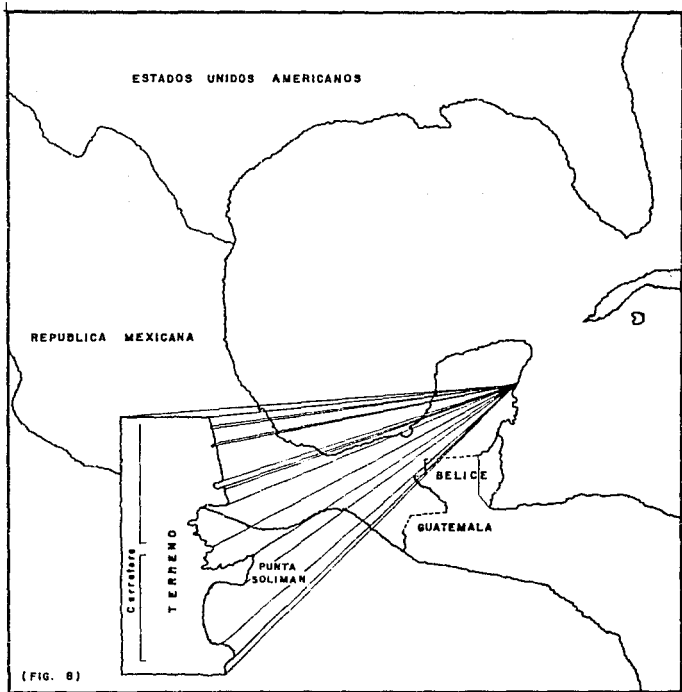 ESTADOS UNIDOS AMERICANOS
REPUBLICA MEXICANA
BELICE
GUATEMALA
PUNTA
SOLIMAN
Carretera
TERRENO
(FIG. 8)